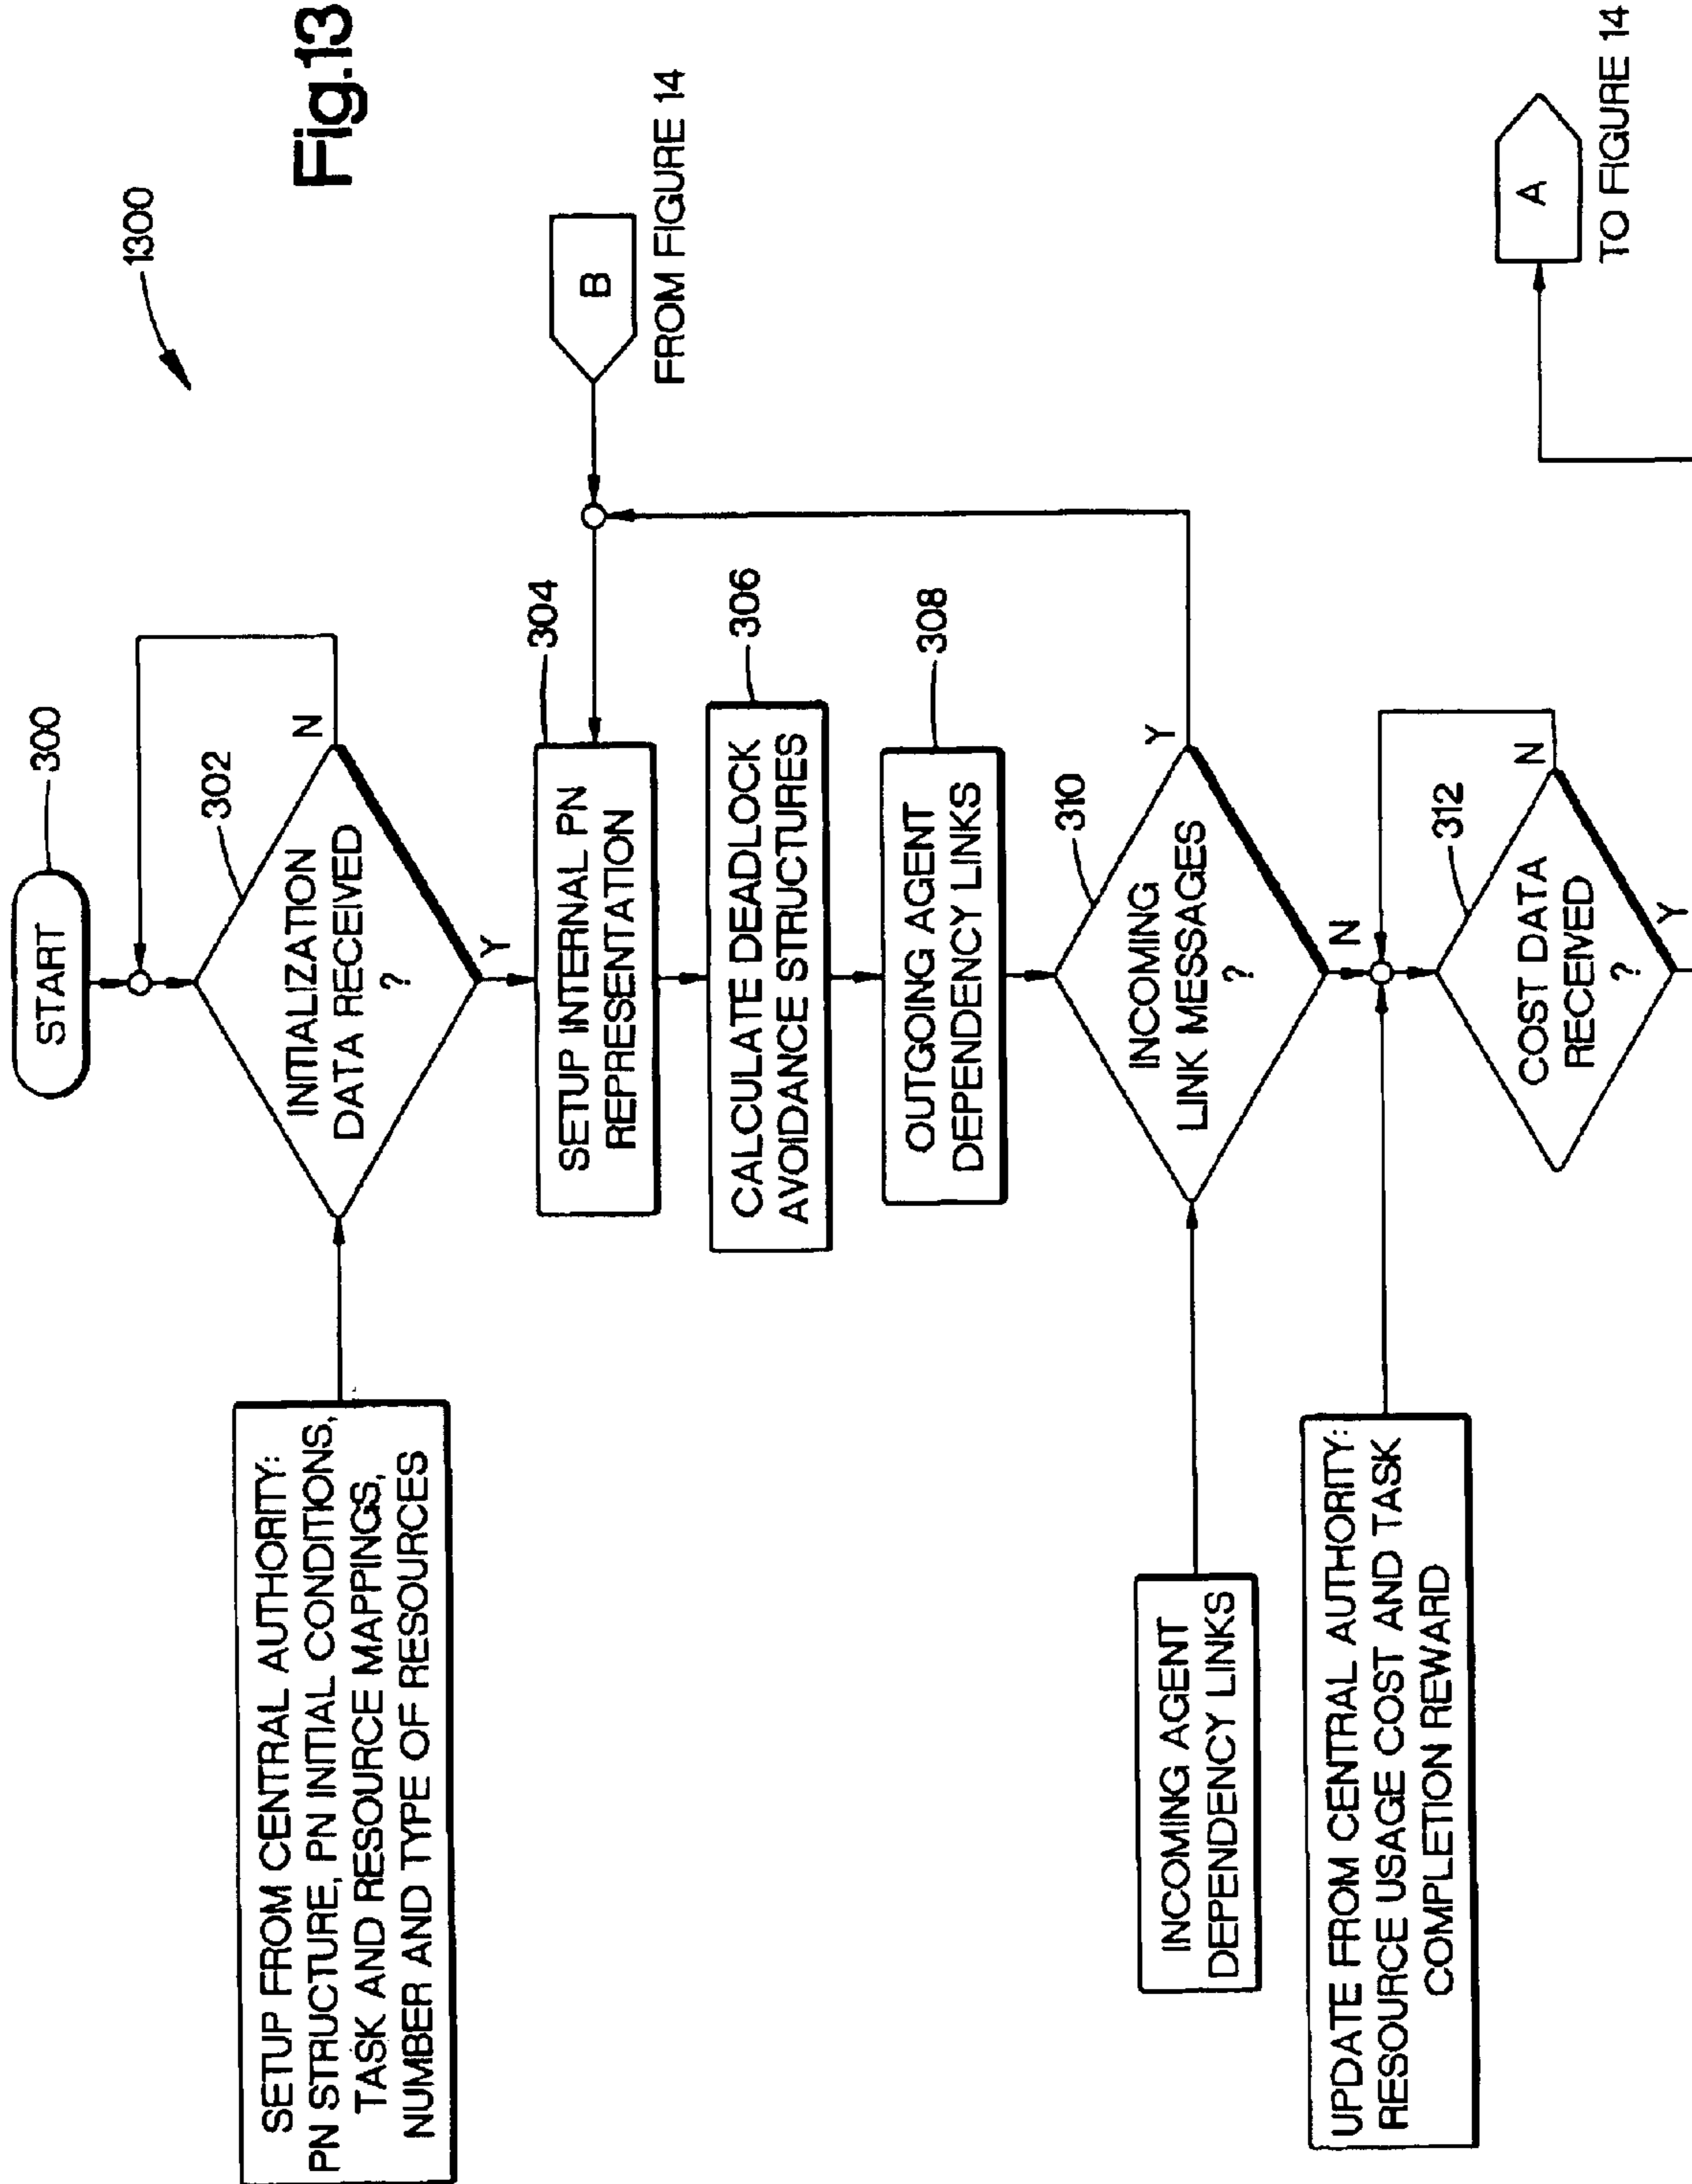 Fig.13
1300
START
300
INITIALIZATION
DATA RECEIVED
?
302
N
Y
SETUP FROM CENTRAL AUTHORITY:
PN STRUCTURE, PN INITIAL CONDITIONS,
TASK AND RESOURCE MAPPINGS,
NUMBER AND TYPE OF RESOURCES
SETUP INTERNAL PN
REPRESENTATION
304
B
FROM FIGURE 14
CALCULATE DEADLOCK
AVOIDANCE STRUCTURES
306
OUTGOING AGENT
DEPENDENCY LINKS
308
INCOMING
LINK MESSAGES
?
310
Y
N
INCOMING AGENT
DEPENDENCY LINKS
UPDATE FROM CENTRAL AUTHORITY:
RESOURCE USAGE COST AND TASK
COMPLETION REWARD
COST DATA
RECEIVED
?
312
N
Y
A
TO FIGURE 14